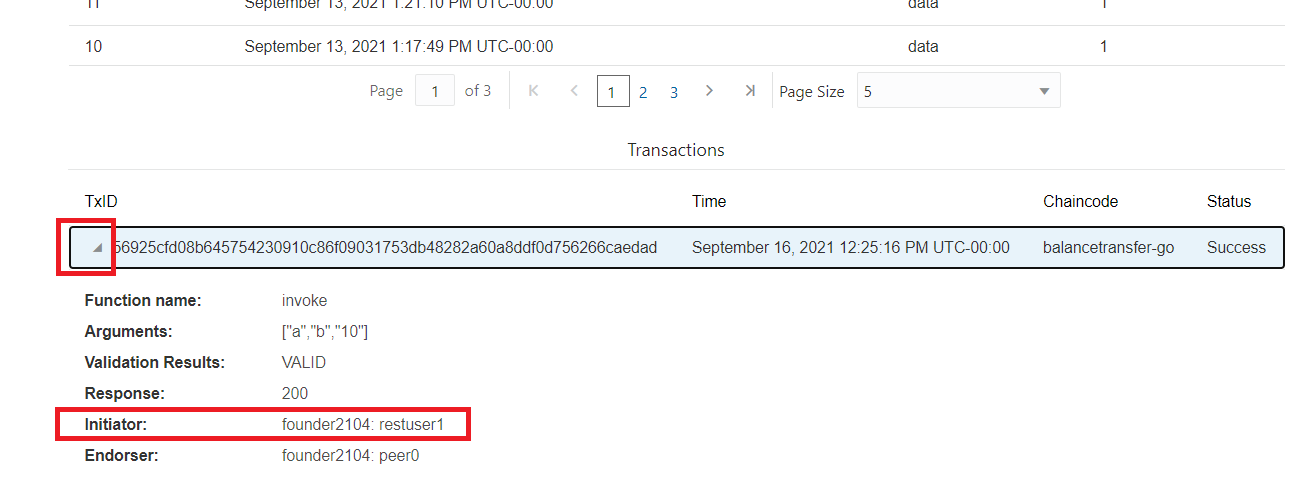 11 September 13, 2021 1:21:10 PM UTC-00:00 data 1
10 September 13, 2021 1:17:49 PM UTC-00:00 data 1
Page 1 of 3 1 2 3 Page Size 5
Transactions
TxID Time Chaincode Status
56925cfd08b645754230910c86f09031753db48282a60a8ddf0d756266caedad September 16, 2021 12:25:16 PM UTC-00:00 balancetransfer-go Success
Function name: invoke
Arguments: ["a","b","10"]
Validation Results: VALID
Response: 200
Initiator: founder2104: restuser1
Endorser: founder2104: peer0